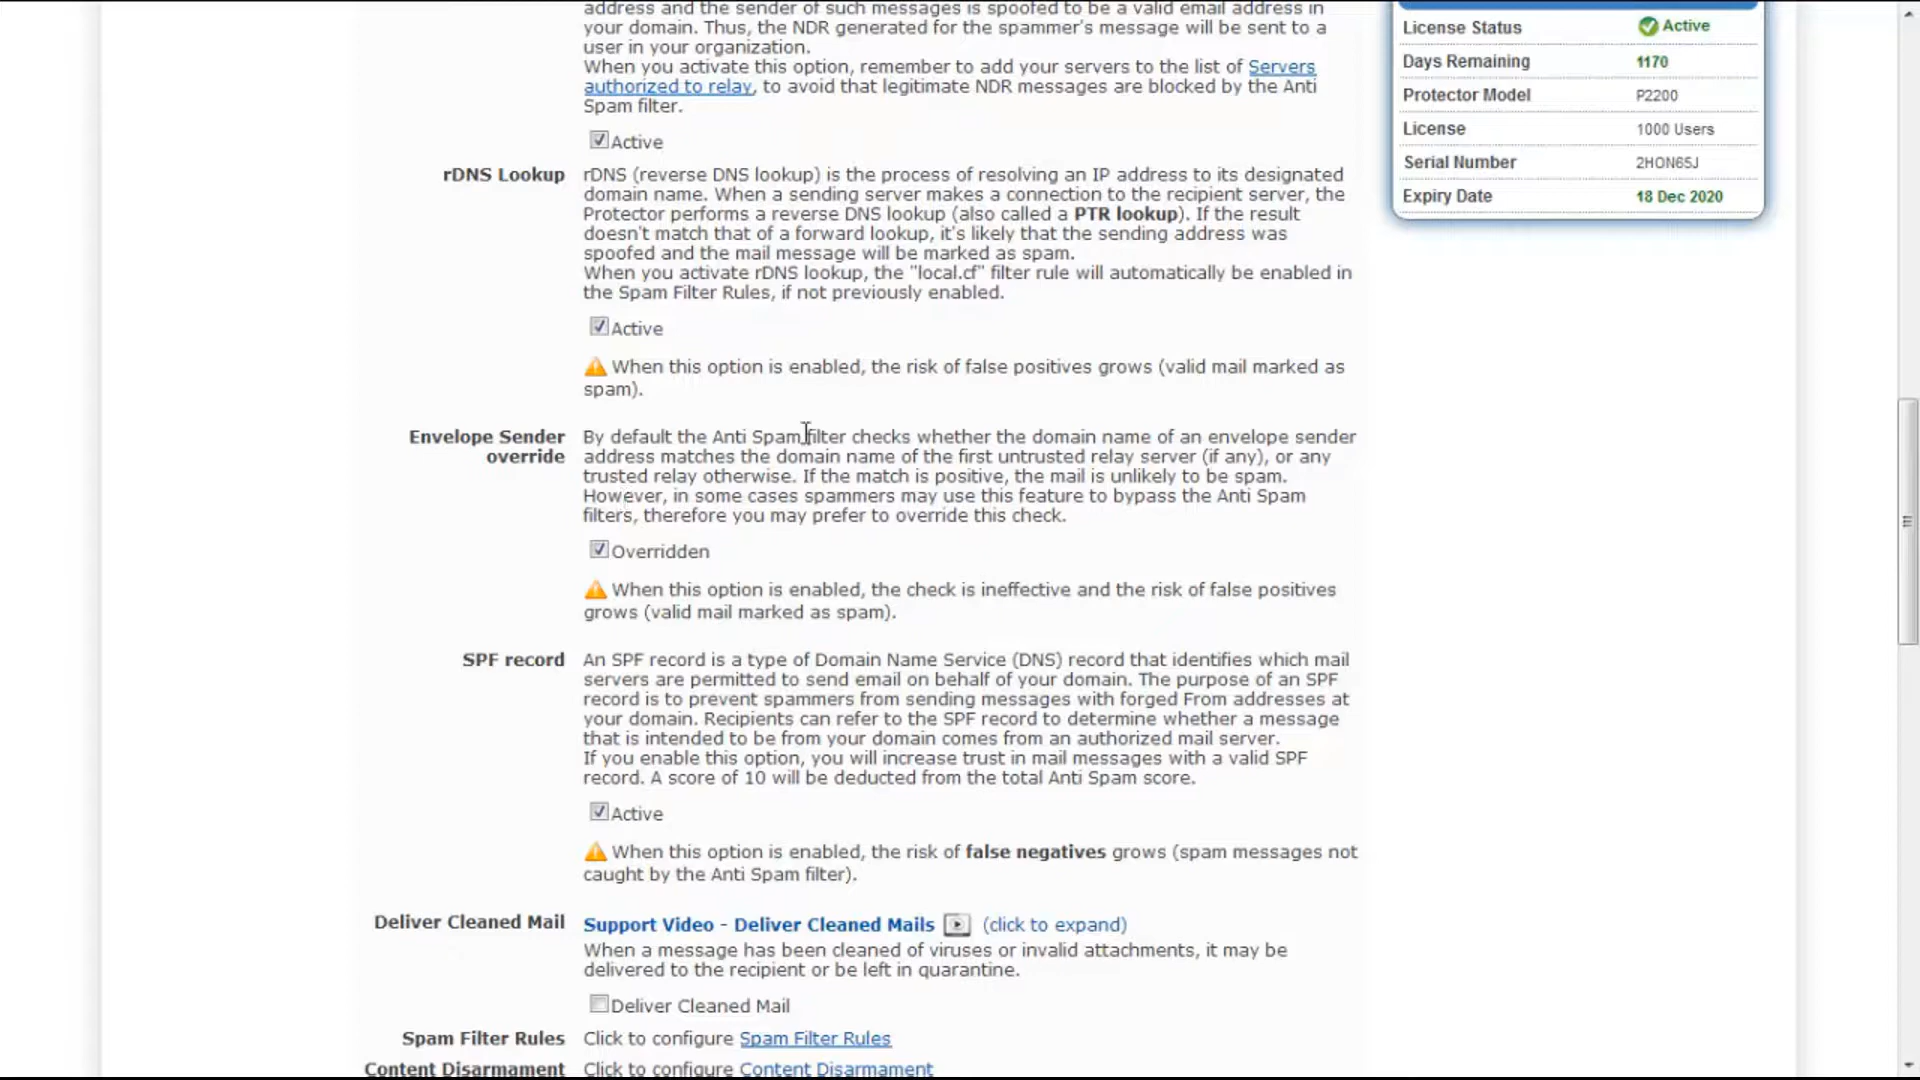 address and the sender of such messages is spoofed to be a valid email address in
your domain. Thus, the NDR generated for the spammer's message will be sent to a
user in your organization.
When you activate this option, remember to add your servers to the list of Servers
authorized to relay, to avoid that legitimate NDR messages are blocked by the Anti
Spam filter.
Active
rDNS Lookup
rDNS (reverse DNS lookup) is the process of resolving an IP address to its designated
domain name. When a sending server makes a connection to the recipient server, the
Protector performs a reverse DNS lookup (also called a PTR lookup). If the result
doesn't match that of a forward lookup, it's likely that the sending address was
spoofed and the mail message will be marked as spam.
When you activate rDNS lookup, the "local.cf" filter rule will automatically be enabled in
the Spam Filter Rules, if not previously enabled.
Active
When this option is enabled, the risk of false positives grows (valid mail marked as
spam).
Envelope Sender
override
By default the Anti Spam filter checks whether the domain name of an envelope sender
address matches the domain name of the first untrusted relay server (if any), or any
trusted relay otherwise. If the match is positive, the mail is unlikely to be spam.
However, in some cases spammers may use this feature to bypass the Anti Spam
filters, therefore you may prefer to override this check.
Overridden
When this option is enabled, the check is ineffective and the risk of false positives
grows (valid mail marked as spam).
SPF record
An SPF record is a type of Domain Name Service (DNS) record that identifies which mail
servers are permitted to send email on behalf of your domain. The purpose of an SPF
record is to prevent spammers from sending messages with forged From addresses at
your domain. Recipients can refer to the SPF record to determine whether a message
that is intended to be from your domain comes from an authorized mail server.
If you enable this option, you will increase trust in mail messages with a valid SPF
record. A score of 10 will be deducted from the total Anti Spam score.
Active
When this option is enabled, the risk of false negatives grows (spam messages not
caught by the Anti Spam filter).
Deliver Cleaned Mail
Support Video - Deliver Cleaned Mails (click to expand)
When a message has been cleaned of viruses or invalid attachments, it may be
delivered to the recipient or be left in quarantine.
Deliver Cleaned Mail
Spam Filter Rules Click to configure Spam Filter Rules
Content Disarmament Click to configure Content Disarmament
License Status Active
Days Remaining 1170
Protector Model P2200
License 1000 Users
Serial Number 2HON65J
Expiry Date 18 Dec 2020